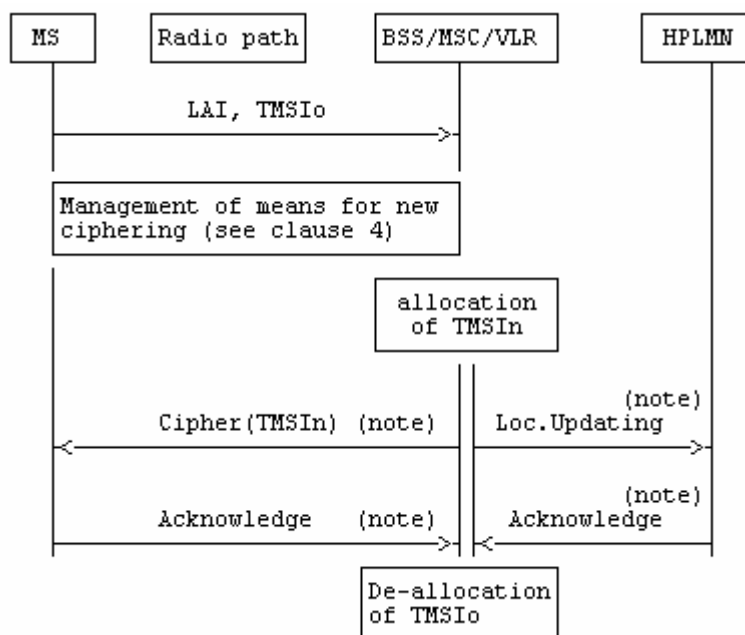 MS
Radio path
BSS/MSC/VLR
HPLMN
LAI, TMSIo
Management of means for new
ciphering (see clause 4)
allocation
of TMSIn
(note)
Cipher(TMSIn) (note)
Loc.Updating
(note)
Acknowledge (note)
Acknowledge
De-allocation
of TMSIo